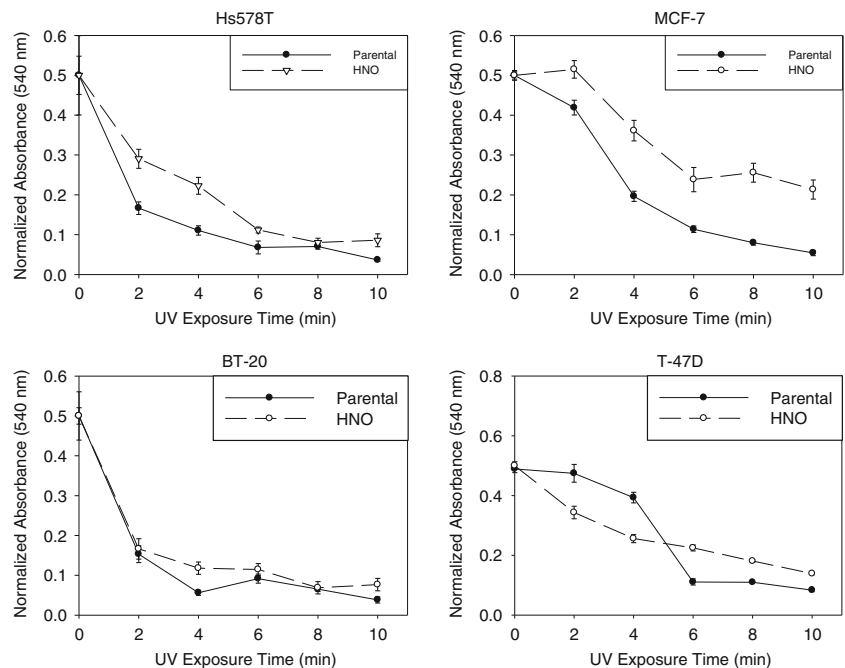 Hs578T
Normalized Absorbance (540 nm)
0.6
0.5
0.4
0.3
0.2
0.1
0.0
Parental
HNO
0 2 4 6 8 10
UV Exposure Time (min)
MCF-7
Normalized Absorbance (540 nm)
0.6
0.5
0.4
0.3
0.2
0.1
0.0
Parental
HNO
0 2 4 6 8 10
UV Exposure Time (min)
BT-20
Normalized Absorbance (540 nm)
0.6
0.5
0.4
0.3
0.2
0.1
0.0
Parental
HNO
0 2 4 6 8 10
UV Exposure Time (min)
T-47D
Normalized Absorbance (540 nm)
0.8
0.6
0.4
0.2
0.0
Parental
HNO
0 2 4 6 8 10
UV Exposure Time (min)